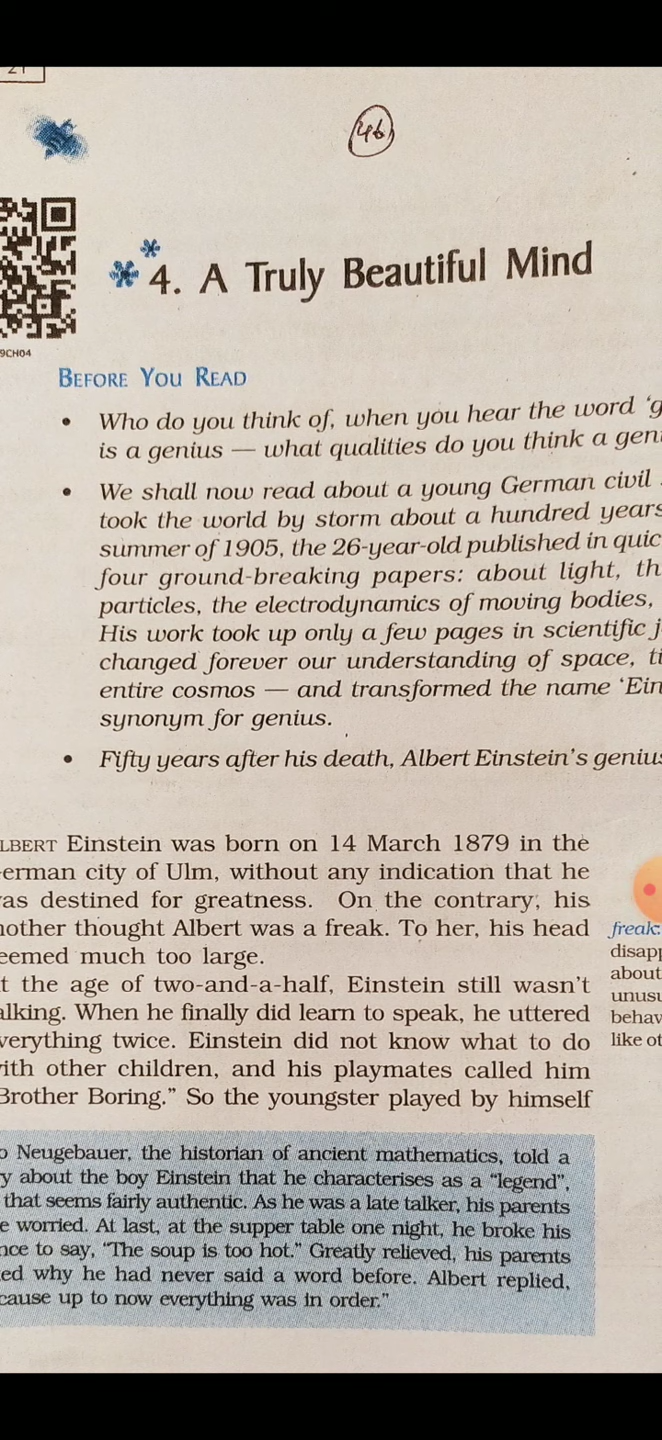 21
46
9CH04
4. A Truly Beautiful Mind
BEFORE YOU READ
• Who do you think of, when you hear the word
is a genius — what qualities do you think a
• We shall now read about a young German civil
took the world by storm about a hundred years
summer of 1905, the 26-year-old published in
four ground-breaking papers: about light,
particles, the electrodynamics of moving bodies,
His work took up only a few pages in scientific
changed forever our understanding of space,
entire cosmos — and transformed the name
synonym for genius.
• Fifty years after his death, Albert Einstein's
LBERT Einstein was born on 14 March 1879 in the
erman city of Ulm, without any indication that he
as destined for greatness. On the contrary, his
nother thought Albert was a freak. To her, his head
eemed much too large.
t the age of two-and-a-half, Einstein still wasn't
alking. When he finally did learn to speak, he uttered
verything twice. Einstein did not know what to do
ith other children, and his playmates called him
Brother Boring." So the youngster played by himself
freak:
disapp
about
unusu
behav
like ot
o Neugebauer, the historian of ancient mathematics, told a
y about the boy Einstein that he characterises as a "legend",
that seems fairly authentic. As he was a late talker, his parents
e worried. At last, at the supper table one night, he broke his
nce to say, "The soup is too hot." Greatly relieved, his parents
ed why he had never said a word before. Albert replied,
cause up to now everything was in order."